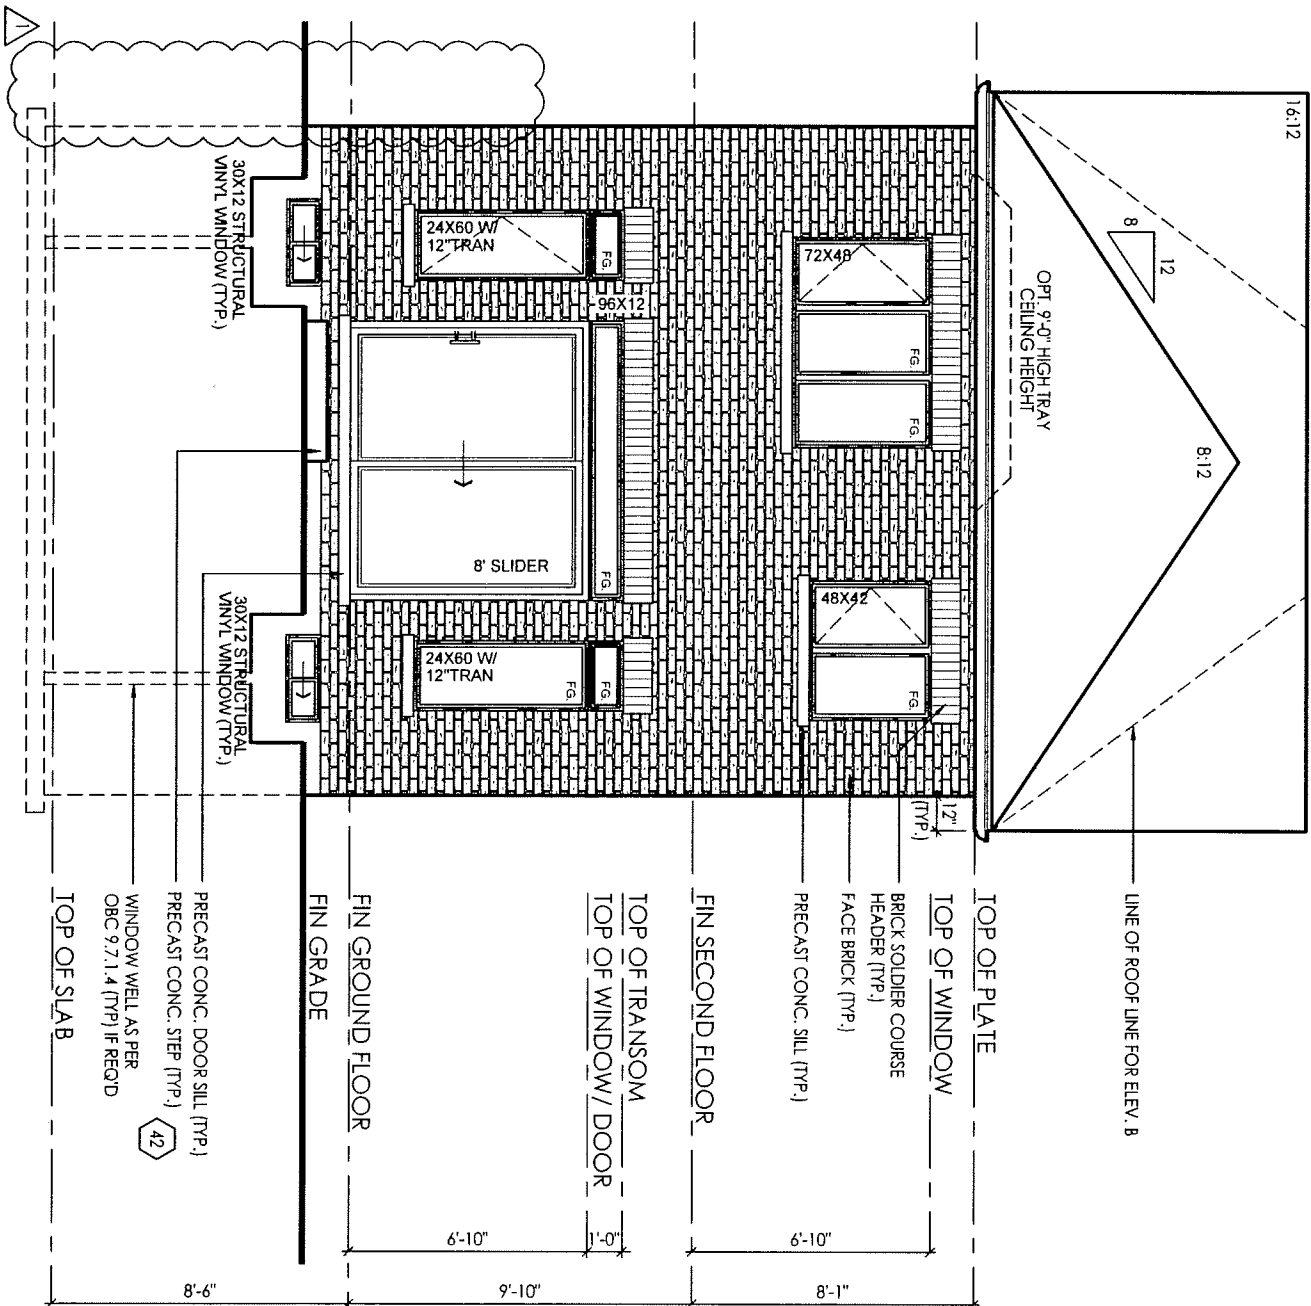 16:12
8:12
12
8
OPT. 9'-0" HIGH TRAY
CEILING HEIGHT
LINE OF ROOF LINE FOR ELEV. B
TOP OF PLATE
12"
(TYP.)
TOP OF WINDOW
BRICK SOLDIER COURSE
HEADER (TYP.)
FACE BRICK (TYP.)
PRECAST CONC. SILL (TYP.)
72X48
FG.
FG.
48X42
FG.
FIN SECOND FLOOR
TOP OF TRANSOM
TOP OF WINDOW/ DOOR
24X60 W/
12"TRAN
FG.
96X12
FG.
8' SLIDER
24X60 W/
12"TRAN
FG.
FG.
FIN GROUND FLOOR
FIN GRADE
30X12 STRUCTURAL
VINYL WINDOW (TYP.)
30X12 STRUCTURAL
VINYL WINDOW (TYP.)
PRECAST CONC. DOOR SILL (TYP.)
PRECAST CONC. STEP (TYP.)
42
WINDOW WELL AS PER
OBC 9.7.1.4 (TYP) IF REQ'D
TOP OF SLAB
6'-10"
1'-0"
6'-10"
8'-1"
9'-10"
8'-6"
1